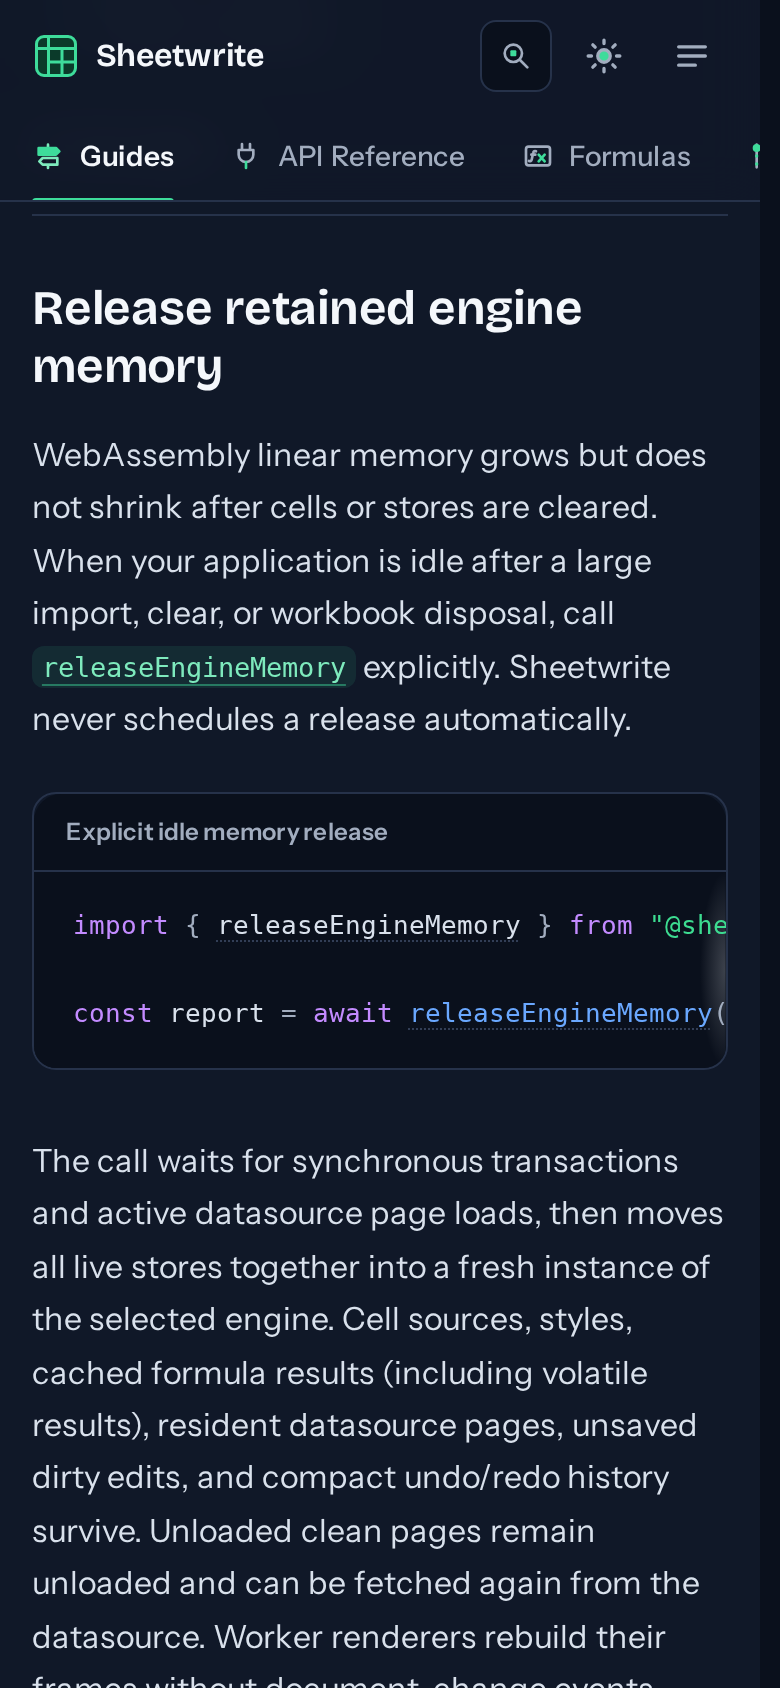 Sheetwrite
Guides
API Reference
Formulas
Release retained engine
memory
WebAssembly linear memory grows but does
not shrink after cells or stores are cleared.
When your application is idle after a large
import, clear, or workbook disposal, call
releaseEngineMemory explicitly. Sheetwrite
never schedules a release automatically.
Explicit idle memory release
import { releaseEngineMemory } from "@she
const report = await releaseEngineMemory(
The call waits for synchronous transactions
and active datasource page loads, then moves
all live stores together into a fresh instance of
the selected engine. Cell sources, styles,
cached formula results (including volatile
results), resident datasource pages, unsaved
dirty edits, and compact undo/redo history
survive. Unloaded clean pages remain
unloaded and can be fetched again from the
datasource. Worker renderers rebuild their
frames without document-change events